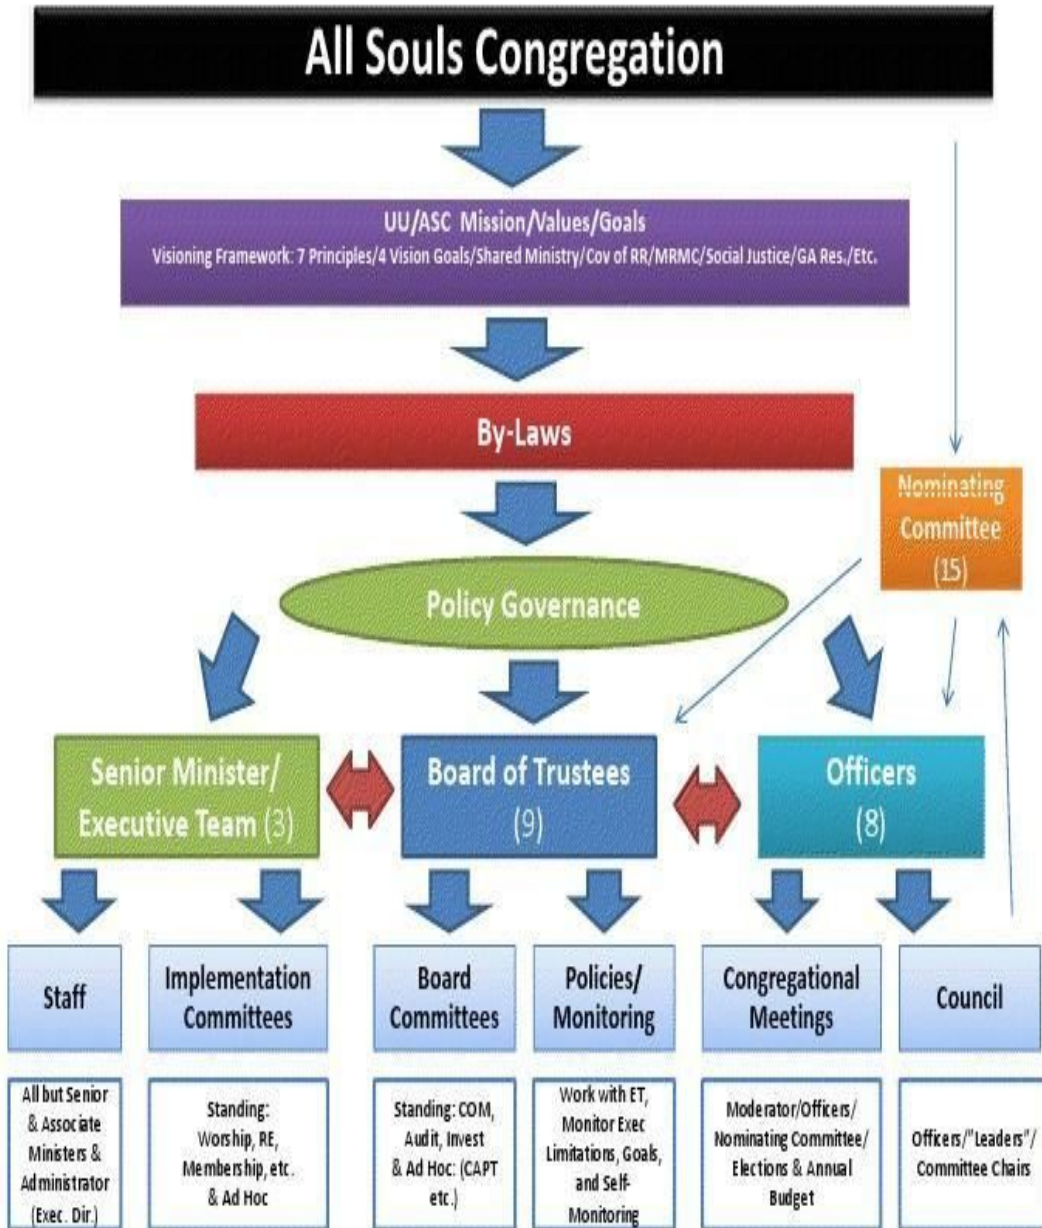 All Souls Congregation
UU/ASC Mission/Values/Goals
Visioning Framework: 7 Principles/4 Vision Goals/Shared Ministry/Cov of RR/MRMC/Social Justice/GA Res./Etc.
By-Laws
Nominating
Committee
(15)
Policy Governance
Senior Minister/
Executive Team (3)
Board of Trustees
(9)
Officers
(8)
Staff
Implementation
Committees
Board
Committees
Policies/
Monitoring
Congregational
Meetings
Council
All but Senior
& Associate
Ministers &
Administrator
(Exec. Dir.)
Standing:
Worship, RE,
Membership, etc.
& Ad Hoc
Standing: COM,
Audit, Invest
& Ad Hoc: (CAPT
etc.)
Work with ET,
Monitor Exec
Limitations, Goals,
and Self-
Monitoring
Moderator/Officers/
Nominating Committee/
Elections & Annual
Budget
Officers/"Leaders"/
Committee Chairs